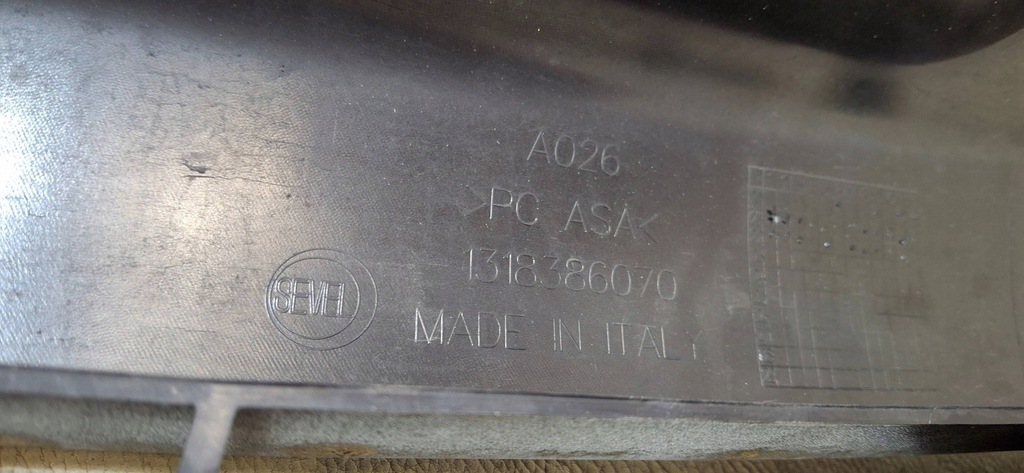 A026
>PC ASA<
1318386070
SEVEL
MADE IN ITALY